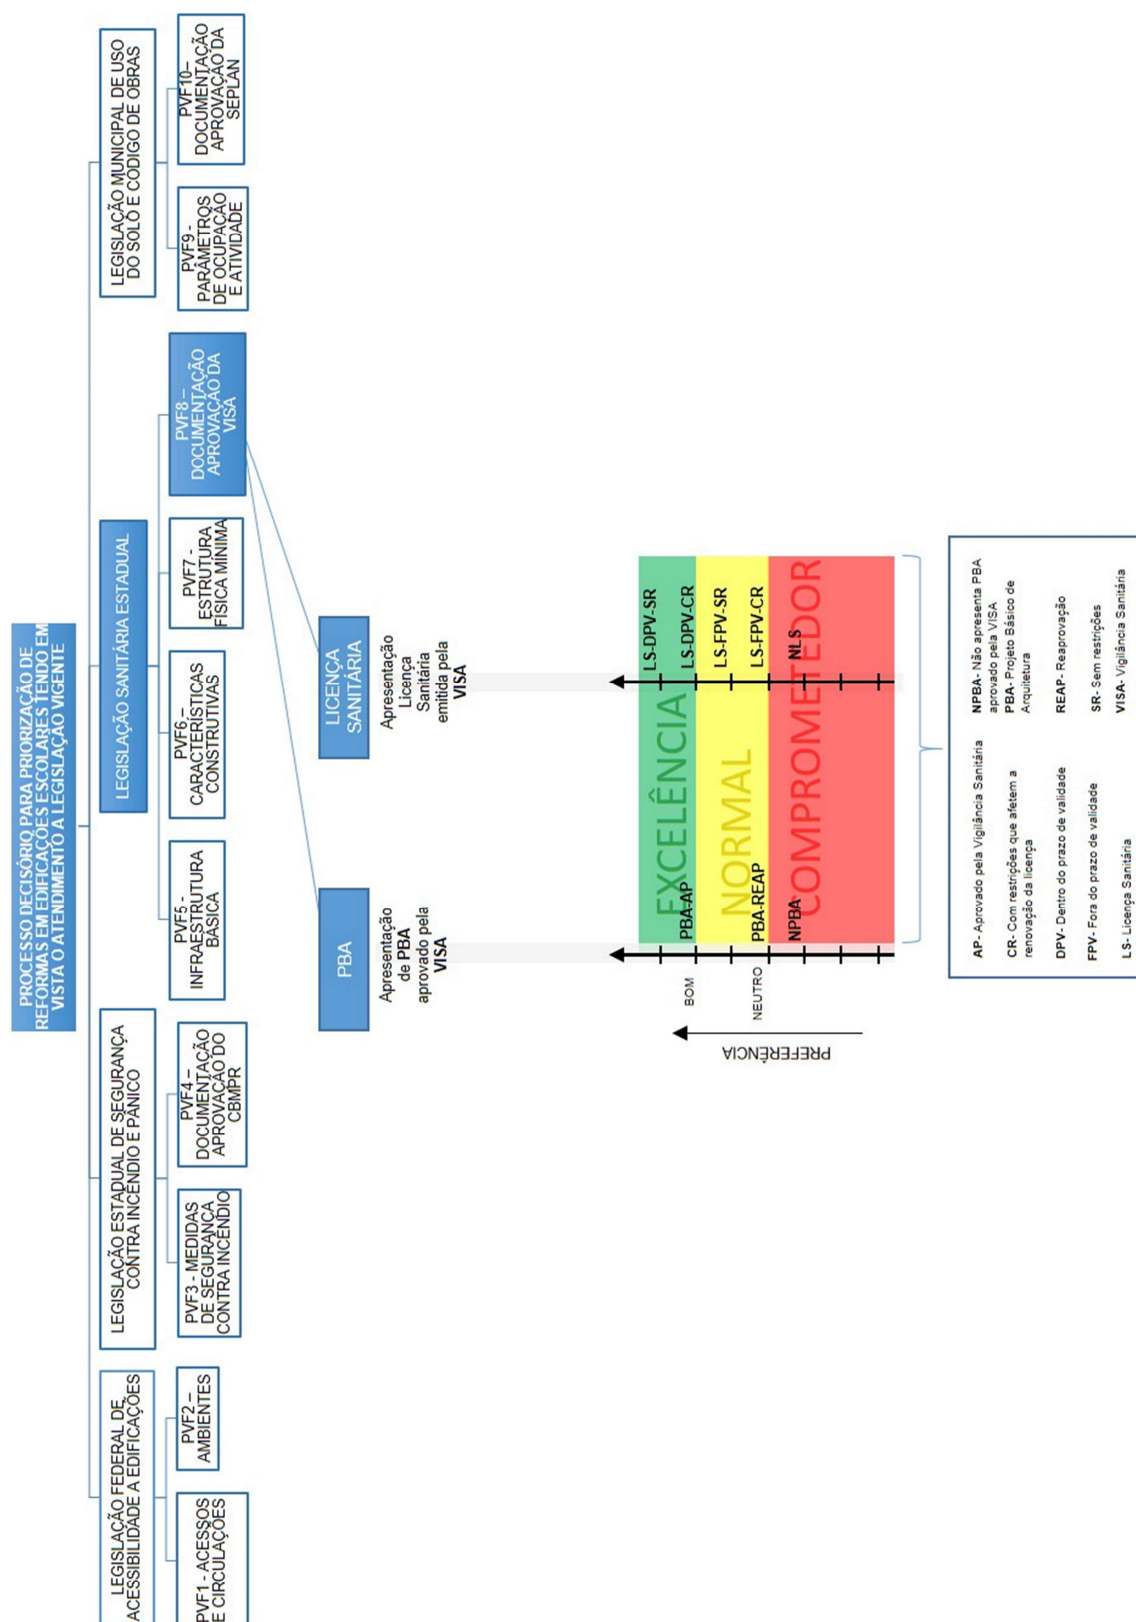 PROCESSO DECISÓRIO PARA PRIORIZAÇÃO DE
REFORMAS EM EDIFICAÇÕES ESCOLARES TENDO EM
VISTA O ATENDIMENTO A LEGISLAÇÃO VIGENTE
LEGISLAÇÃO FEDERAL DE
ACESSIBILIDADE A EDIFICAÇÕES
LEGISLAÇÃO ESTADUAL DE SEGURANÇA
CONTRA INCÊNDIO E PÂNICO
LEGISLAÇÃO SANITÁRIA ESTADUAL
LEGISLAÇÃO MUNICIPAL DE USO
DO SOLO E CÓDIGO DE OBRAS
PVF1 - ACESSOS
E CIRCULAÇÕES
PVF2 –
AMBIENTES
PVF3 - MEDIDAS
DE SEGURANÇA
CONTRA INCÊNDIO
PVF4 –
DOCUMENTAÇÃO
APROVAÇÃO DO
CBMPR
PVF5 -
INFRAESTRUTURA
BÁSICA
PVF6 -
CARACTERÍSTICAS
CONSTRUTIVAS
PVF7 -
ESTRUTURA
FÍSICA MÍNIMA
PVF8 –
DOCUMENTAÇÃO
APROVAÇÃO DA
VISA
PVF9 -
PARÂMETROS
DE OCUPAÇÃO
E ATIVIDADE
PVF10–
DOCUMENTAÇÃO
APROVAÇÃO DA
SEPLAN
PBA
Apresentação
de PBA
aprovado pela
VISA
LICENÇA
SANITÁRIA
Apresentação
Licença
Sanitária
emitida pela
VISA
PREFERÊNCIA
BOM
NEUTRO
EXCELÊNCIA
NORMAL
COMPROMETEDOR
PBA-AP
PBA-REAP
NPBA
LS-DPV-SR
LS-DPV-CR
LS-FPV-SR
LS-FPV-CR
NLS
AP- Aprovado pela Vigilância Sanitária
CR- Com restrições que afetem a
renovação da licença
DPV- Dentro do prazo de validade
FPV- Fora do prazo de validade
LS- Licença Sanitária
NPBA- Não apresenta PBA
aprovado pela VISA
PBA- Projeto Básico de
Arquitetura
REAP- Reaprovação
SR- Sem restrições
VISA- Vigilância Sanitária